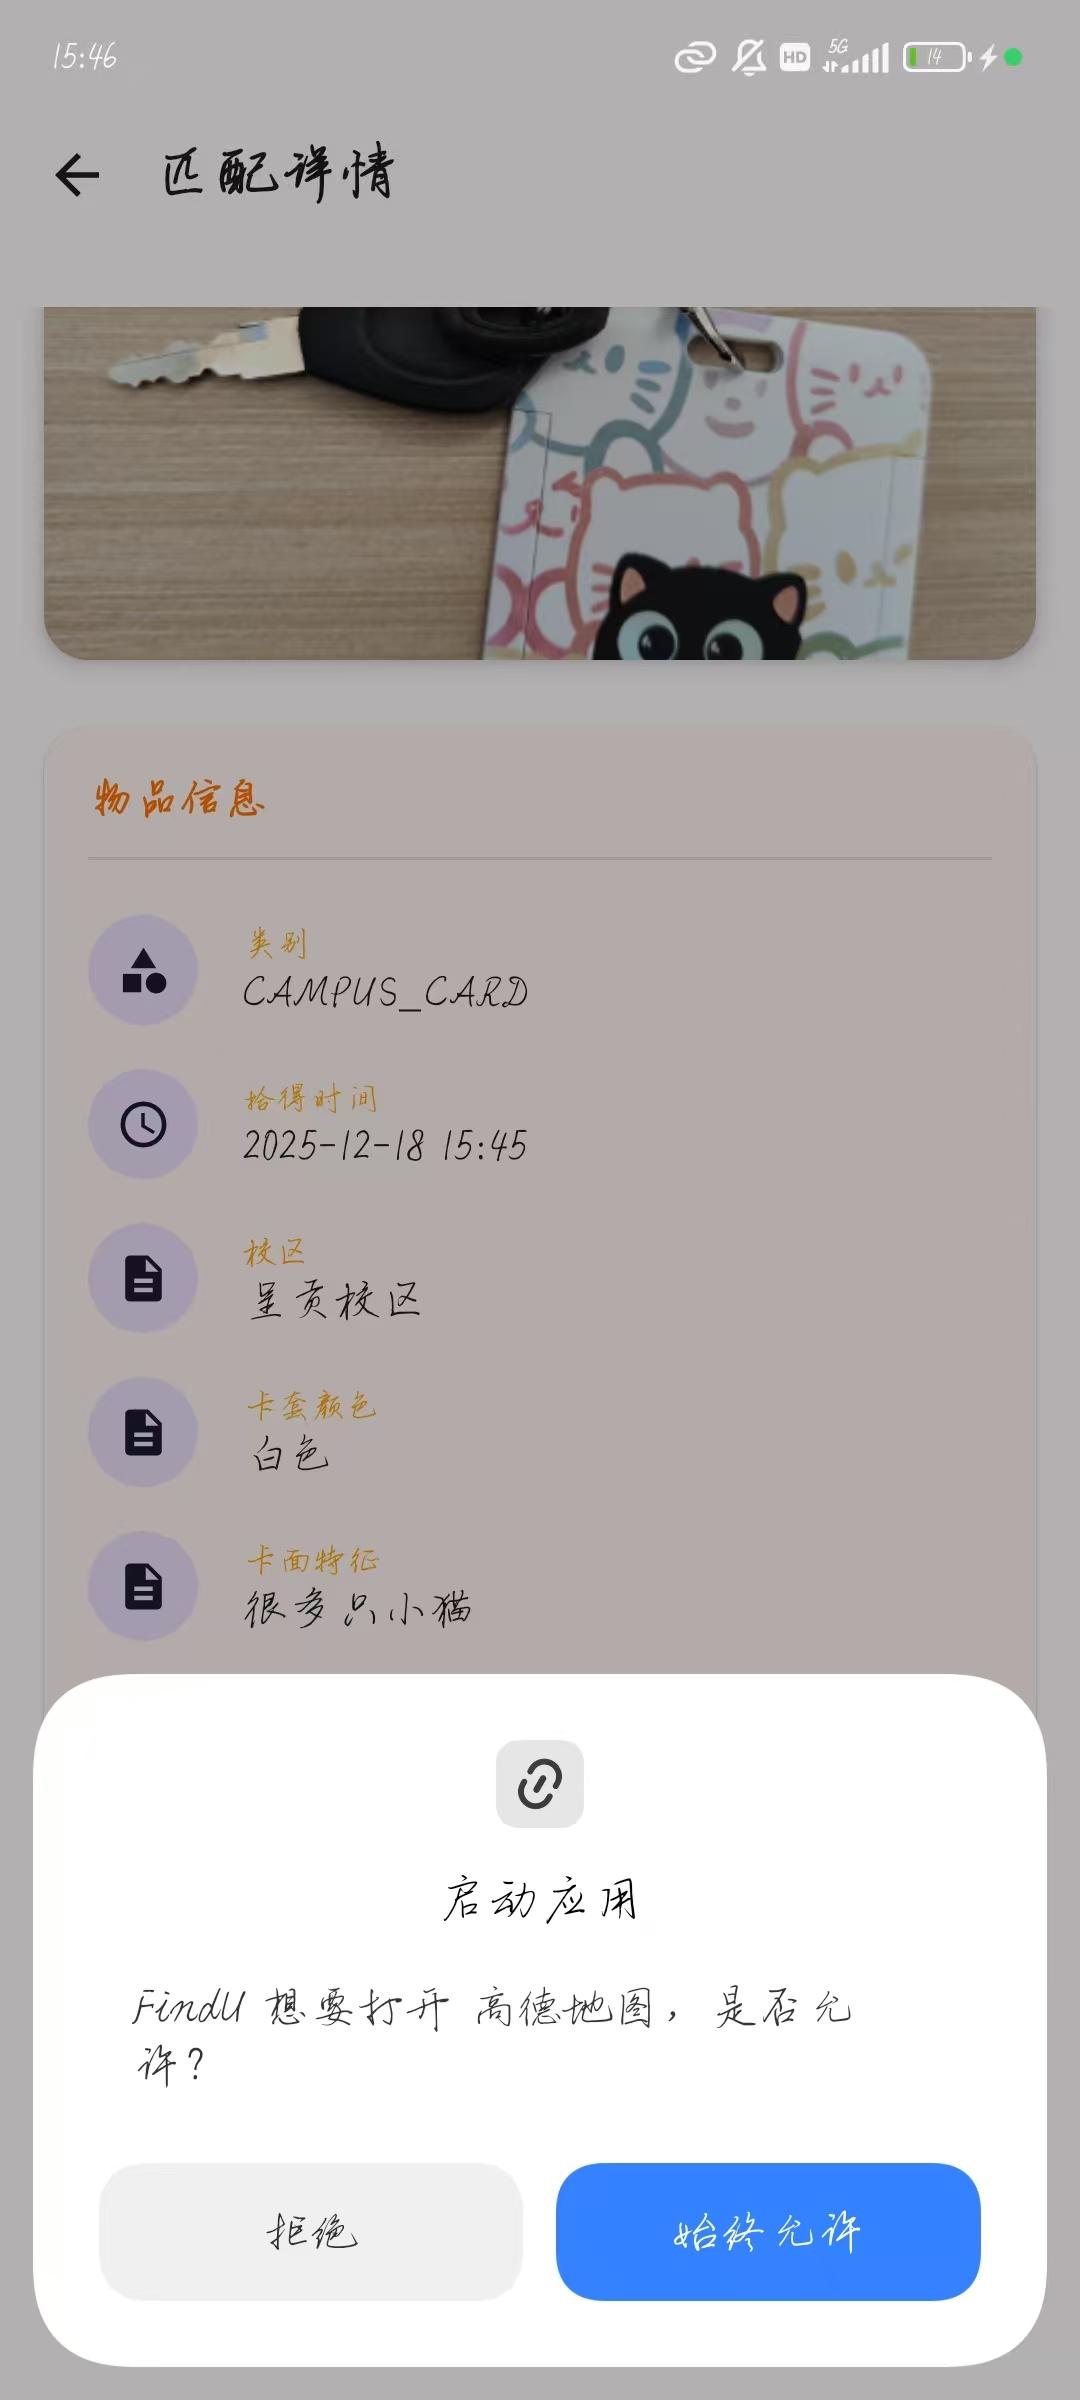 15:46
HD 5G 14
匹配详情
物品信息
类别
CAMPUS_CARD
拾得时间
2025-12-18 15:45
校区
呈贡校区
卡套颜色
白色
卡面特征
很多只小猫
启动应用
FindU 想要打开 高德地图，是否允
许？
拒绝
始终允许